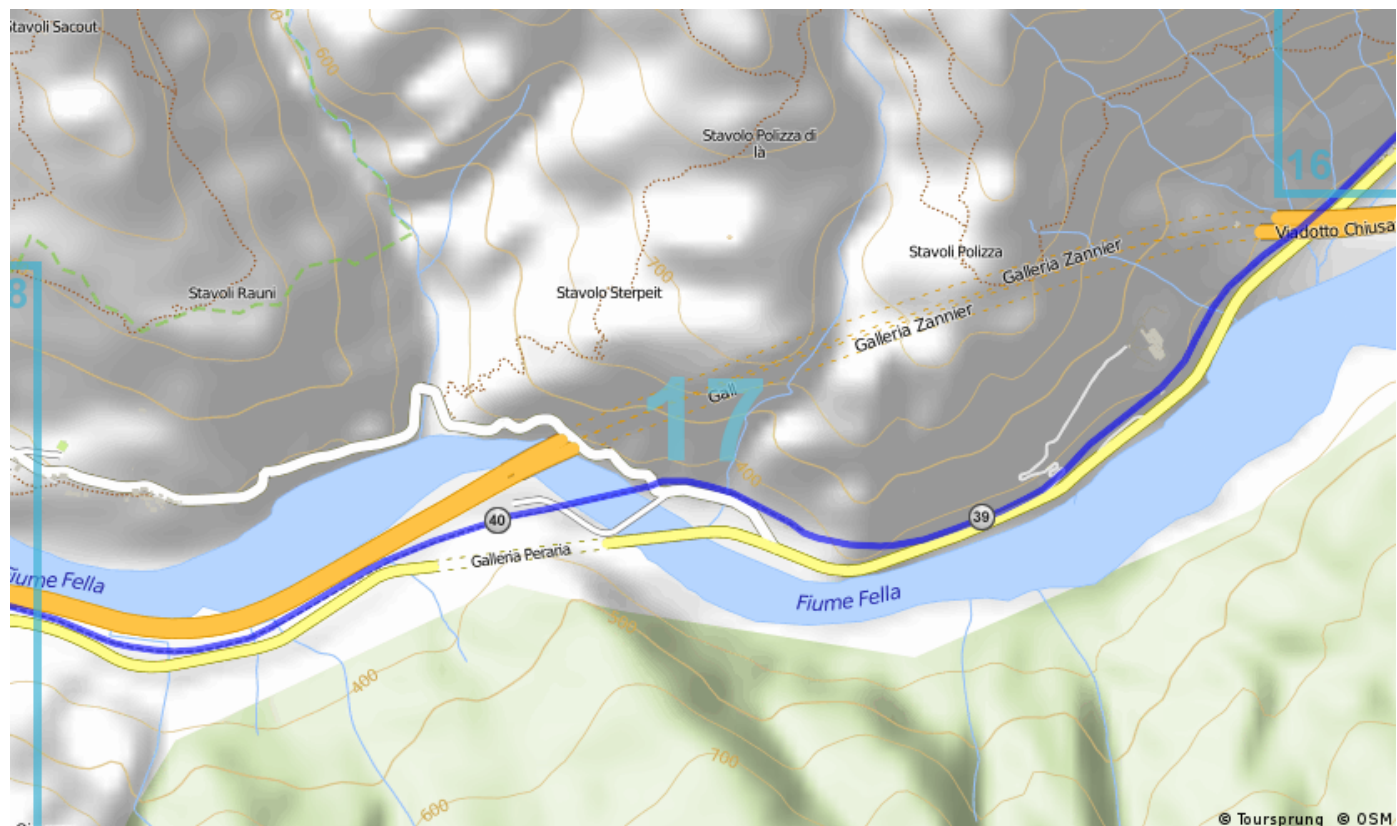 Stavoli Sacout
600
Stavolo Polizza di
là
16
Viadotto Chiusa
Stavoli Polizza
Galleria Zannier
700
8
Stavoli Rauni
Stavolo Sterpeit
Galleria Zannier
Gall
17
400
40
39
Galleria Peraria
Fiume Fella
Fiume Fella
500
400
700
600
© Toursprung © OSM